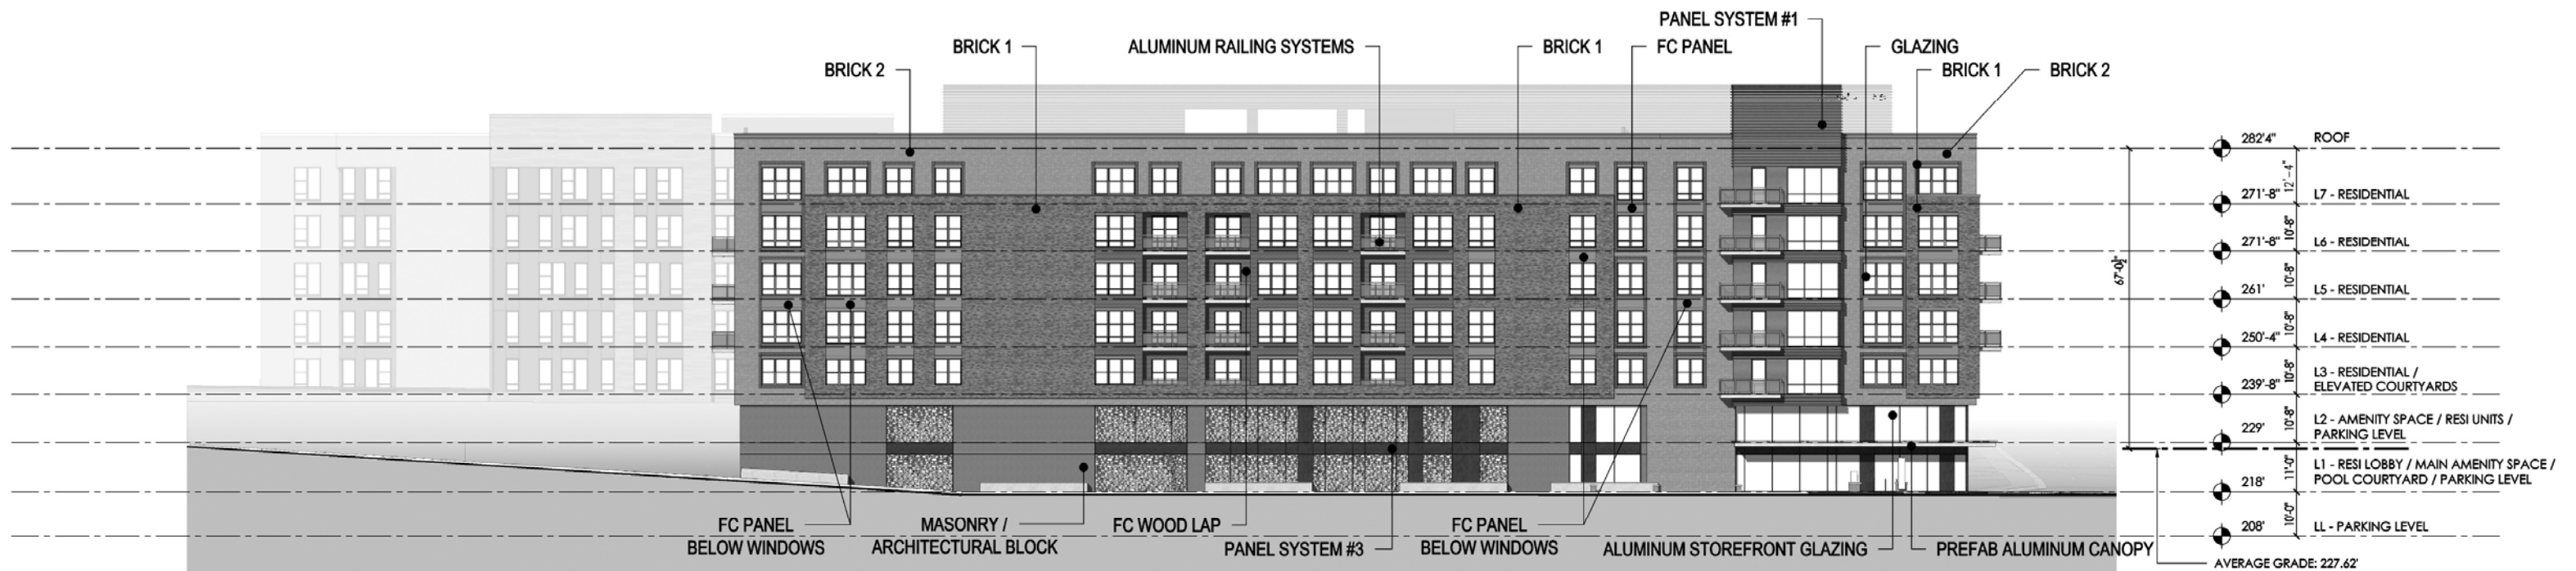 PANEL SYSTEM #1
BRICK 1
ALUMINUM RAILING SYSTEMS
BRICK 1
FC PANEL
GLAZING
BRICK 2
BRICK 1
BRICK 2
282'4"
ROOF
12'-4"
271'-8"
L7 - RESIDENTIAL
10'-8"
271'-8"
L6 - RESIDENTIAL
67'-0½"
10'-8"
261'
L5 - RESIDENTIAL
10'-8"
250'-4"
L4 - RESIDENTIAL
10'-8"
239'-8"
L3 - RESIDENTIAL /
ELEVATED COURTYARDS
10'-8"
229'
L2 - AMENITY SPACE / RESI UNITS /
PARKING LEVEL
11'-0"
218'
L1 - RESI LOBBY / MAIN AMENITY SPACE /
POOL COURTYARD / PARKING LEVEL
10'-0"
208'
LL - PARKING LEVEL
AVERAGE GRADE: 227.62'
FC PANEL
BELOW WINDOWS
MASONRY /
ARCHITECTURAL BLOCK
FC WOOD LAP
PANEL SYSTEM #3
FC PANEL
BELOW WINDOWS
ALUMINUM STOREFRONT GLAZING
PREFAB ALUMINUM CANOPY